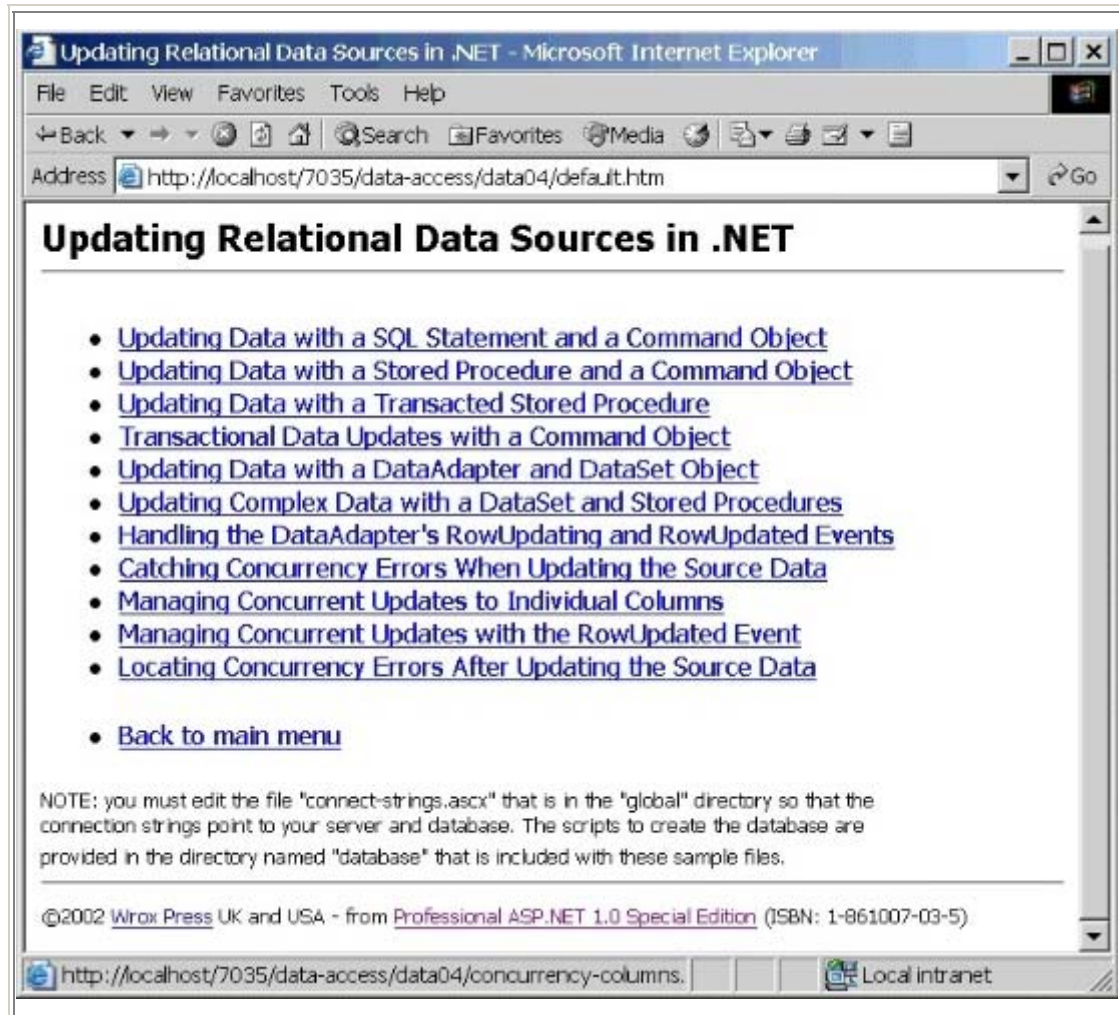 Updating Relational Data Sources in .NET - Microsoft Internet Explorer
File Edit View Favorites Tools Help
Back Search Favorites Media
Address http://localhost/7035/data-access/data04/default.htm Go
Updating Relational Data Sources in .NET
• Updating Data with a SQL Statement and a Command Object
• Updating Data with a Stored Procedure and a Command Object
• Updating Data with a Transacted Stored Procedure
• Transactional Data Updates with a Command Object
• Updating Data with a DataAdapter and DataSet Object
• Updating Complex Data with a DataSet and Stored Procedures
• Handling the DataAdapter's RowUpdating and RowUpdated Events
• Catching Concurrency Errors When Updating the Source Data
• Managing Concurrent Updates to Individual Columns
• Managing Concurrent Updates with the RowUpdated Event
• Locating Concurrency Errors After Updating the Source Data
• Back to main menu
NOTE: you must edit the file "connect-strings.ascx" that is in the "global" directory so that the
connection strings point to your server and database. The scripts to create the database are
provided in the directory named "database" that is included with these sample files.
©2002 Wrox Press UK and USA - from Professional ASP.NET 1.0 Special Edition (ISBN: 1-861007-03-5)
http://localhost/7035/data-access/data04/concurrency-columns. Local intranet